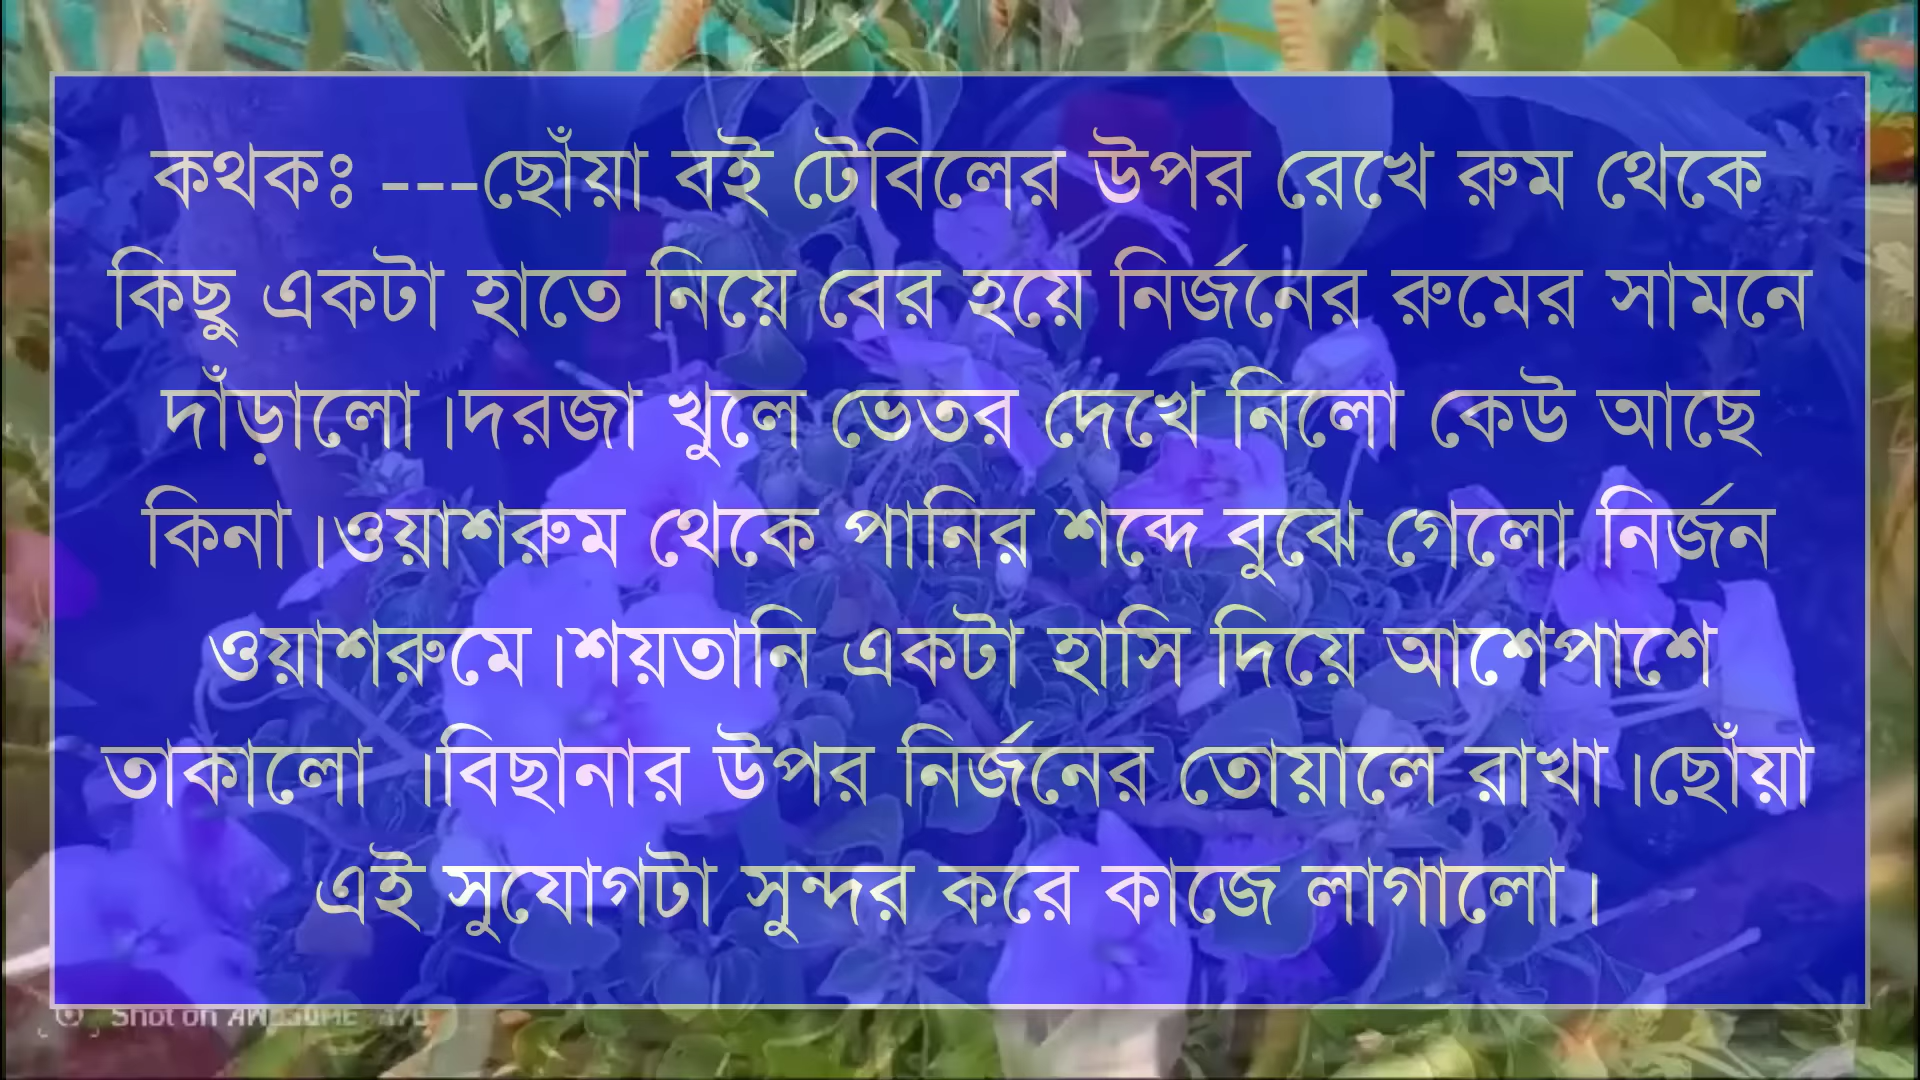 কথকঃ ---ছোঁয়া বই টেবিলের উপর রেখে রুম থেকে
কিছু একটা হাতে নিয়ে বের হয়ে নির্জনের রুমের সামনে
দাঁড়ালো।দরজা খুলে ভেতর দেখে নিলো কেউ আছে
কিনা।ওয়াশরুম থেকে পানির শব্দে বুঝে গেলো নির্জন
ওয়াশরুমে।শয়তানি একটা হাসি দিয়ে আশেপাশে
তাকালো ।বিছানার উপর নির্জনের তোয়ালে রাখা।ছোঁয়া
এই সুযোগটা সুন্দর করে কাজে লাগালো।
Shot on AWESOME A70